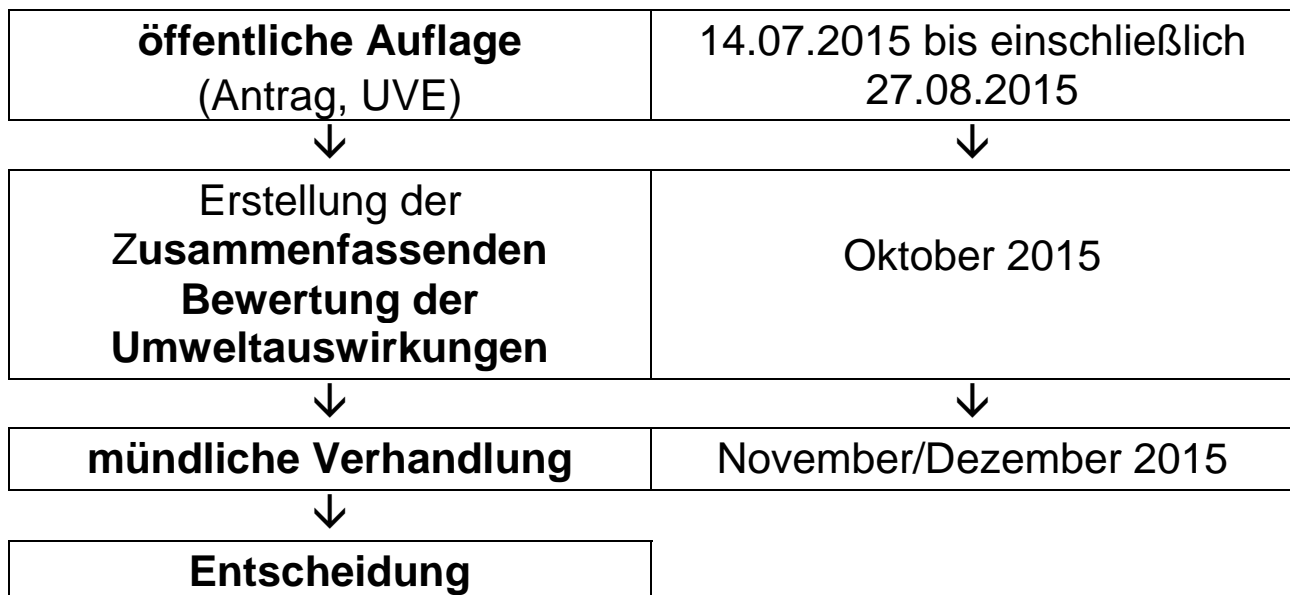 öffentliche Auflage
(Antrag, UVE)
14.07.2015 bis einschließlich
27.08.2015
Erstellung der
Zusammenfassenden
Bewertung der
Umweltauswirkungen
Oktober 2015
mündliche Verhandlung
November/Dezember 2015
Entscheidung